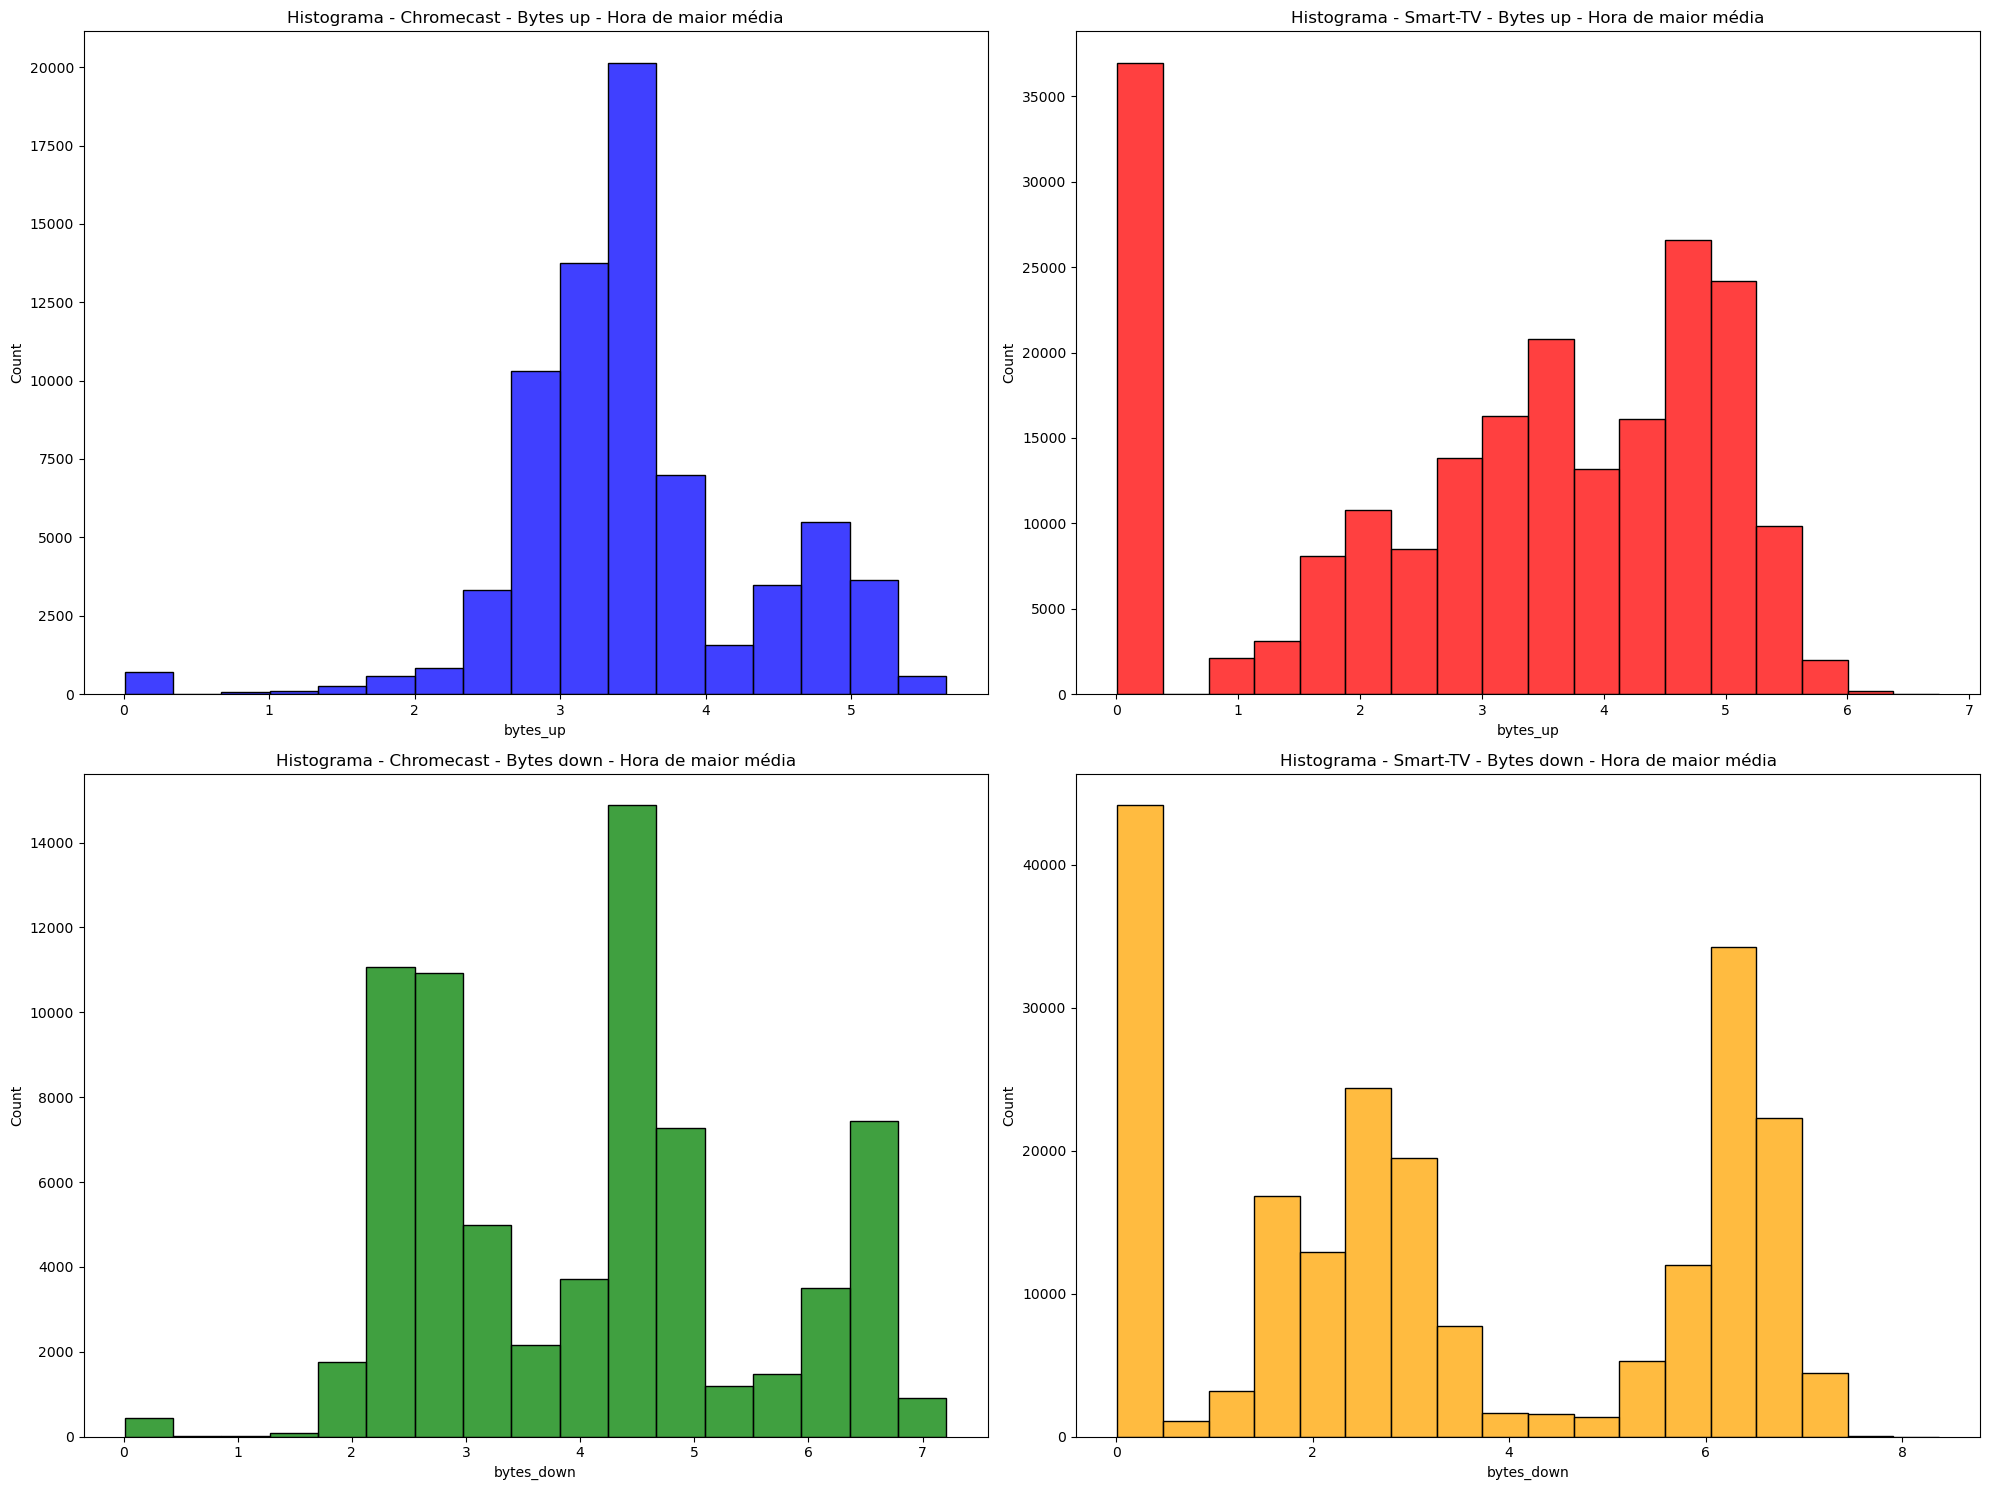 Histograma - Chromecast - Bytes up - Hora de maior média
20000
17500
15000
12500
10000
7500
5000
2500
0
Count
0 1 2 3 4 5
bytes_up
Histograma - Smart-TV - Bytes up - Hora de maior média
35000
30000
25000
20000
15000
10000
5000
0
Count
0 1 2 3 4 5 6 7
bytes_up
Histograma - Chromecast - Bytes down - Hora de maior média
14000
12000
10000
8000
6000
4000
2000
0
Count
0 1 2 3 4 5 6 7
bytes_down
Histograma - Smart-TV - Bytes down - Hora de maior média
40000
30000
20000
10000
0
Count
0 2 4 6 8
bytes_down